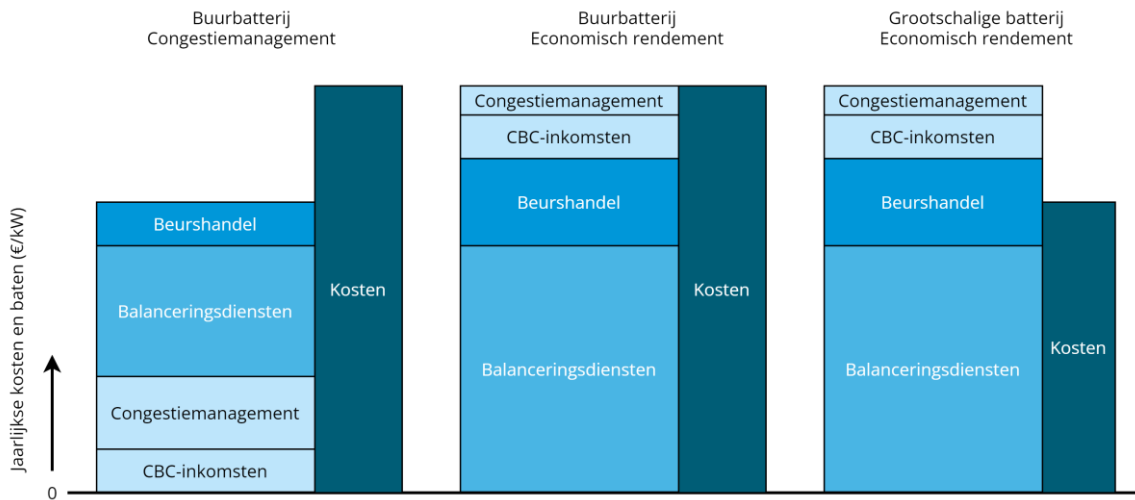 Buurbatterij
Congestiemanagement
Buurbatterij
Economisch rendement
Grootschalige batterij
Economisch rendement
Jaarlijkse kosten en baten (€/kW)
0
Beurshandel
Balanceringsdiensten
Congestiemanagement
CBC-inkomsten
Kosten
Congestiemanagement
CBC-inkomsten
Beurshandel
Balanceringsdiensten
Kosten
Congestiemanagement
CBC-inkomsten
Beurshandel
Balanceringsdiensten
Kosten